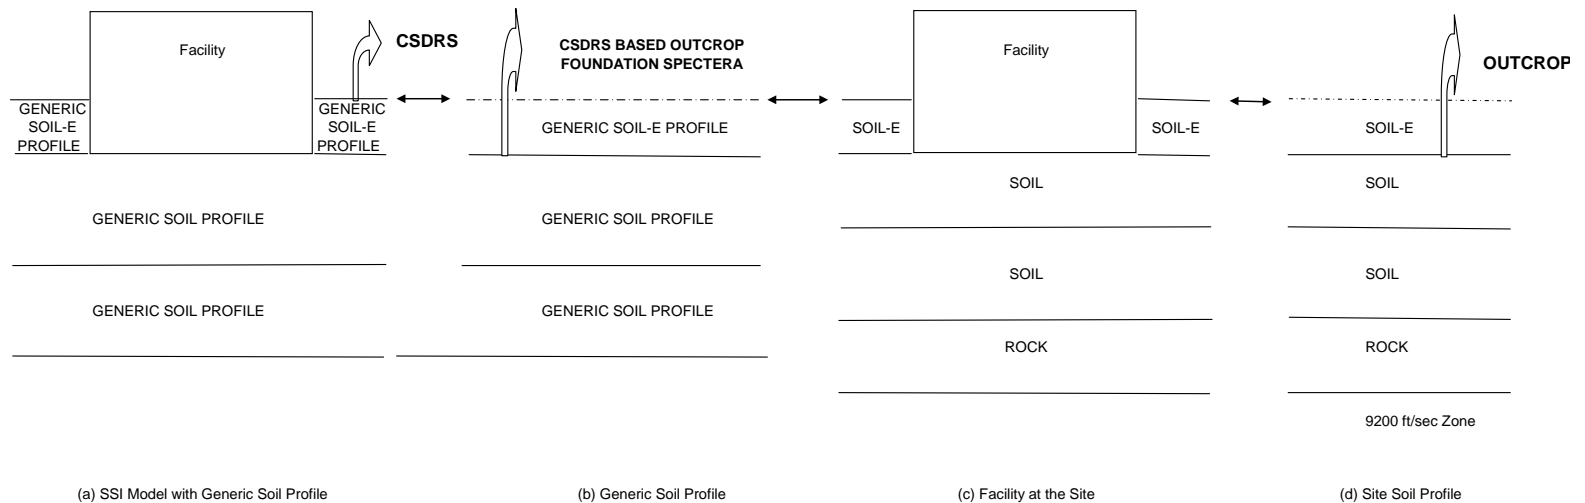 Facility
CSDRS
GENERIC
SOIL-E
PROFILE
GENERIC
SOIL-E
PROFILE
GENERIC SOIL PROFILE
GENERIC SOIL PROFILE
(a) SSI Model with Generic Soil Profile
CSDRS BASED OUTCROP
FOUNDATION SPECTERA
GENERIC SOIL-E PROFILE
GENERIC SOIL PROFILE
GENERIC SOIL PROFILE
(b) Generic Soil Profile
Facility
SOIL-E
SOIL-E
SOIL
SOIL
ROCK
(c) Facility at the Site
OUTCROP
SOIL-E
SOIL
SOIL
ROCK
9200 ft/sec Zone
(d) Site Soil Profile